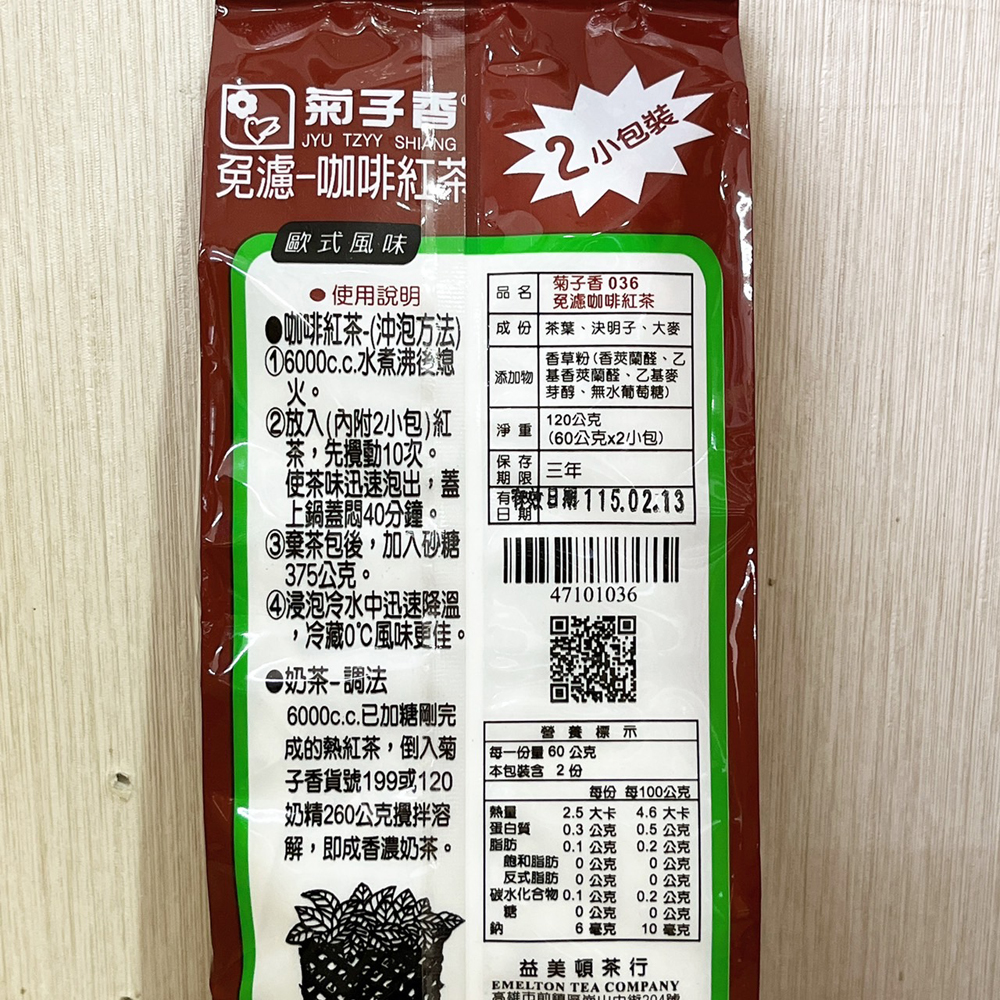 菊子香
JYU TZYY SHIANG
免濾-咖啡紅茶
2小包裝
歐式風味
●使用說明
●咖啡紅茶-(沖泡方法)
①6000c.c.水煮沸後熄
火。
②放入(內附2小包)紅
茶,先攪動10次。
使茶味迅速泡出,蓋
上鍋蓋悶40分鐘。
③棄茶包後,加入砂糖
375公克。
④浸泡冷水中迅速降溫
,冷藏0℃風味更佳。
●奶茶-調法
6000c.c.已加糖剛完
成的熱紅茶,倒入菊
子香貨號199或120
奶精260公克攪拌溶
解,即成香濃奶茶。
品名 菊子香 036
免濾咖啡紅茶
成份 茶葉、決明子、大麥
添加物 香草粉(香莢蘭醛、乙
基香莢蘭醛、乙基麥
芽醇、無水葡萄糖)
淨重 120公克
(60公克x2小包)
保存期限 三年
有效日期 有效日期115.02.13
47101036
營養標示
每一份量 60 公克
本包裝含 2 份
每份 每100公克
熱量 2.5 大卡 4.6 大卡
蛋白質 0.3 公克 0.5 公克
脂肪 0.1 公克 0.2 公克
飽和脂肪 0 公克 0 公克
反式脂肪 0 公克 0 公克
碳水化合物 0.1 公克 0.2 公克
糖 0 公克 0 公克
鈉 6 毫克 10 毫克
益美頓茶行
EMELTON TEA COMPANY